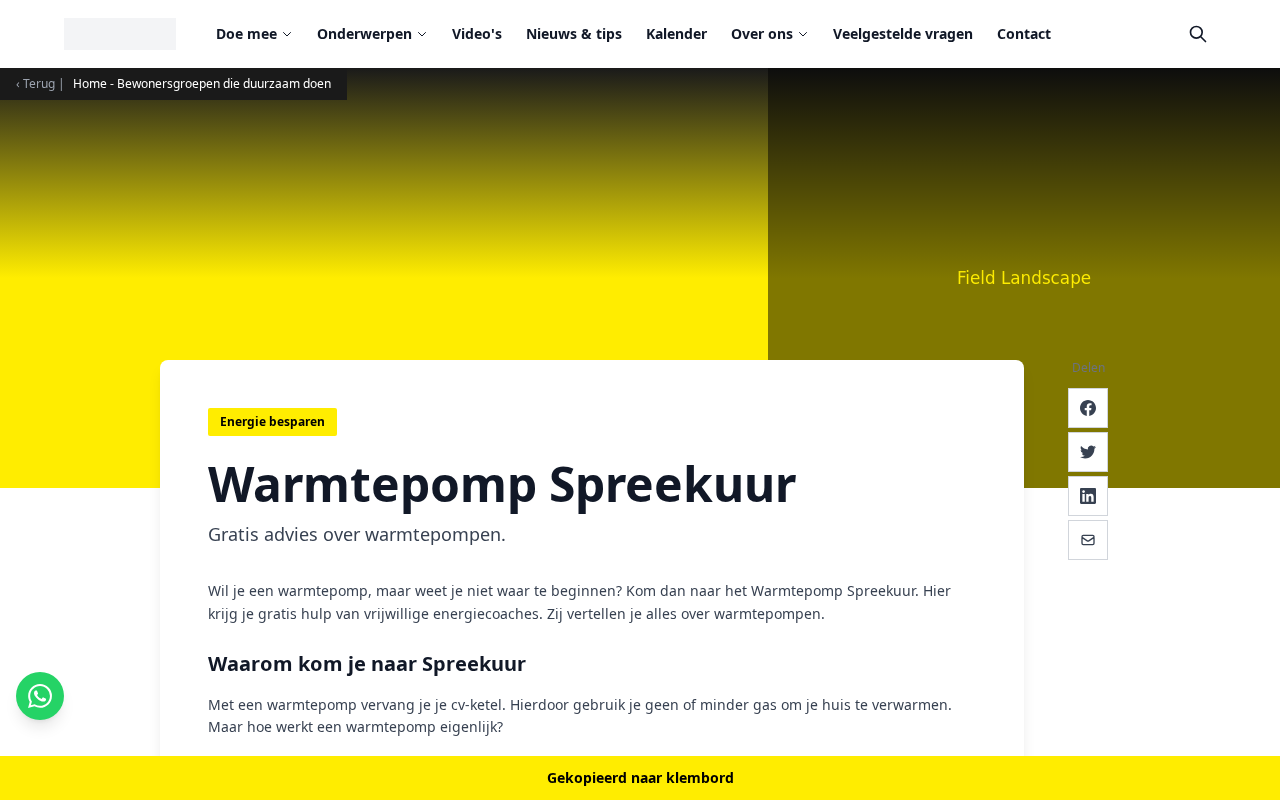 Doe mee
Onderwerpen
Video's
Nieuws & tips
Kalender
Over ons
Veelgestelde vragen
Contact
‹ Terug | Home - Bewonersgroepen die duurzaam doen
Field Landscape
Energie besparen
Warmtepomp Spreekuur
Gratis advies over warmtepompen.
Wil je een warmtepomp, maar weet je niet waar te beginnen? Kom dan naar het Warmtepomp Spreekuur. Hier
krijg je gratis hulp van vrijwillige energiecoaches. Zij vertellen je alles over warmtepompen.
Waarom kom je naar Spreekuur
Met een warmtepomp vervang je je cv-ketel. Hierdoor gebruik je geen of minder gas om je huis te verwarmen.
Maar hoe werkt een warmtepomp eigenlijk?
Gekopieerd naar klembord